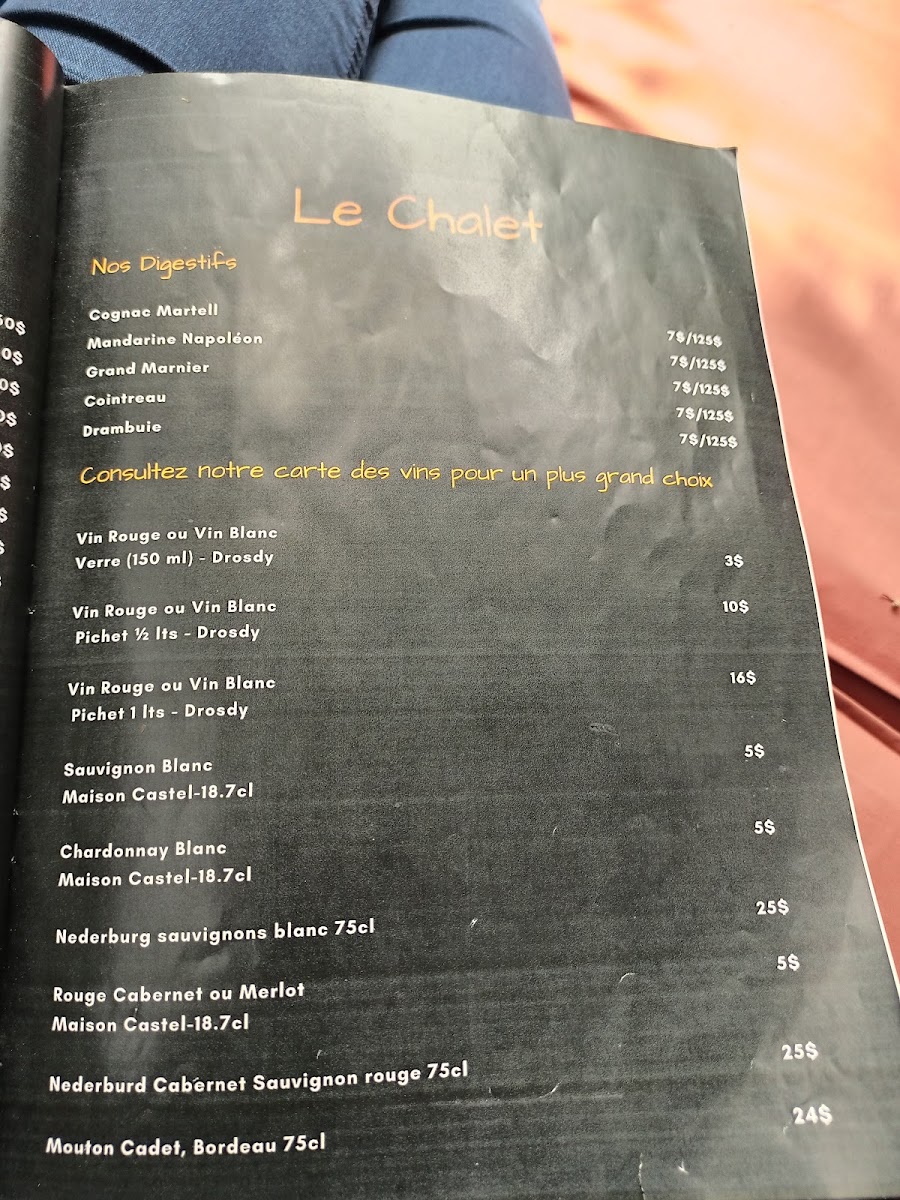 Le Chalet
Nos Digestifs
Cognac Martell 7$/125$
Mandarine Napoléon 7$/125$
Grand Marnier 7$/125$
Cointreau 7$/125$
Drambuie 7$/125$
Consultez notre carte des vins pour un plus grand choix
Vin Rouge ou Vin Blanc
Verre (150 ml) - Drosdy 3$
Vin Rouge ou Vin Blanc 10$
Pichet ½ lts - Drosdy
Vin Rouge ou Vin Blanc 16$
Pichet 1 lts - Drosdy
Sauvignon Blanc 5$
Maison Castel-18.7cl
Chardonnay Blanc 5$
Maison Castel-18.7cl
Nederburg sauvignons blanc 75cl 25$
Rouge Cabernet ou Merlot 5$
Maison Castel-18.7cl
Nederburd Cabernet Sauvignon rouge 75cl 25$
Mouton Cadet, Bordeau 75cl 24$